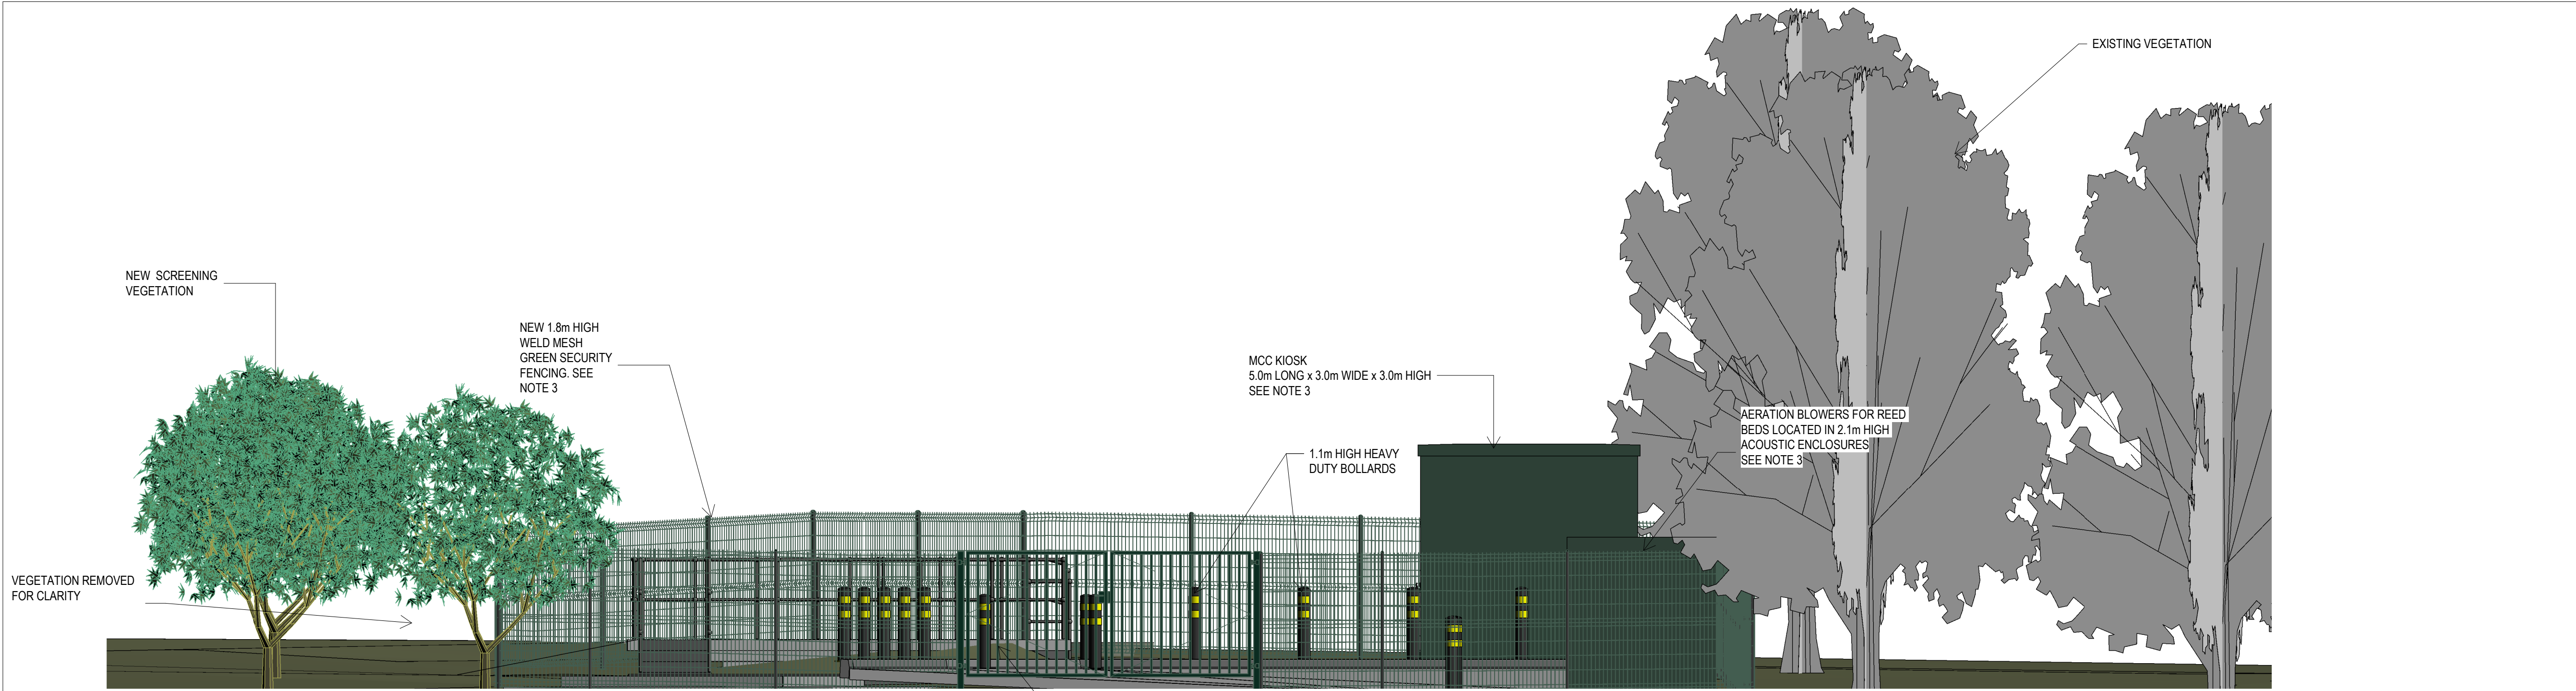 EXISTING VEGETATION
NEW SCREENING
VEGETATION
NEW 1.8m HIGH
WELD MESH
GREEN SECURITY
FENCING. SEE
NOTE 3
MCC KIOSK
5.0m LONG x 3.0m WIDE x 3.0m HIGH
SEE NOTE 3
AERATION BLOWERS FOR REED
BEDS LOCATED IN 2.1m HIGH
ACOUSTIC ENCLOSURES
SEE NOTE 3
1.1m HIGH HEAVY
DUTY BOLLARDS
VEGETATION REMOVED
FOR CLARITY